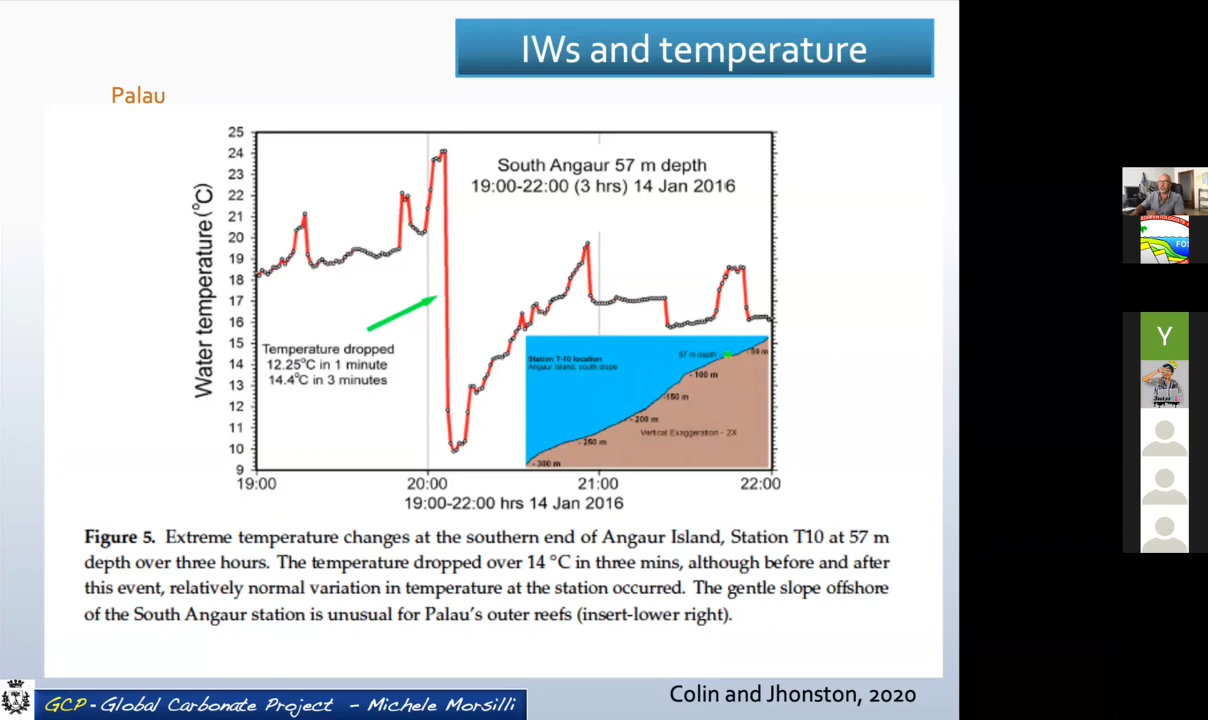 IWs and temperature
Palau
25
24
23
22
21
20
19
18
17
16
15
14
13
12
11
10
9
Water temperature(°C)
South Angaur 57 m depth
19:00-22:00 (3 hrs) 14 Jan 2016
Temperature dropped
12.25°C in 1 minute
14.4°C in 3 minutes
Station T-10 location
Angaur Island, south slope
57 m depth
- 50 m
- 100 m
-150 m
- 200 m
- 250 m
- 300 m
Vertical Exaggeration - 2X
19:00
20:00
21:00
22:00
19:00-22:00 hrs 14 Jan 2016
Figure 5. Extreme temperature changes at the southern end of Angaur Island, Station T10 at 57 m
depth over three hours. The temperature dropped over 14 °C in three mins, although before and after
this event, relatively normal variation in temperature at the station occurred. The gentle slope offshore
of the South Angaur station is unusual for Palau's outer reefs (insert-lower right).
GCP - Global Carbonate Project - Michele Morsilli
Colin and Jhonston, 2020
FOS
Y